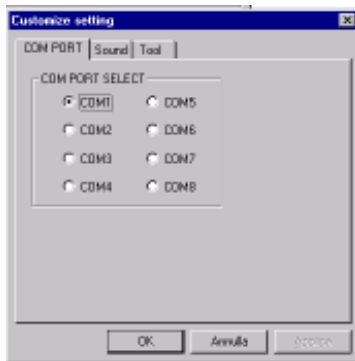 Customize setting
COM PORT Sound Tool
COM PORT SELECT
COM1 COM5
COM2 COM6
COM3 COM7
COM4 COM8
OK Annulla Applica